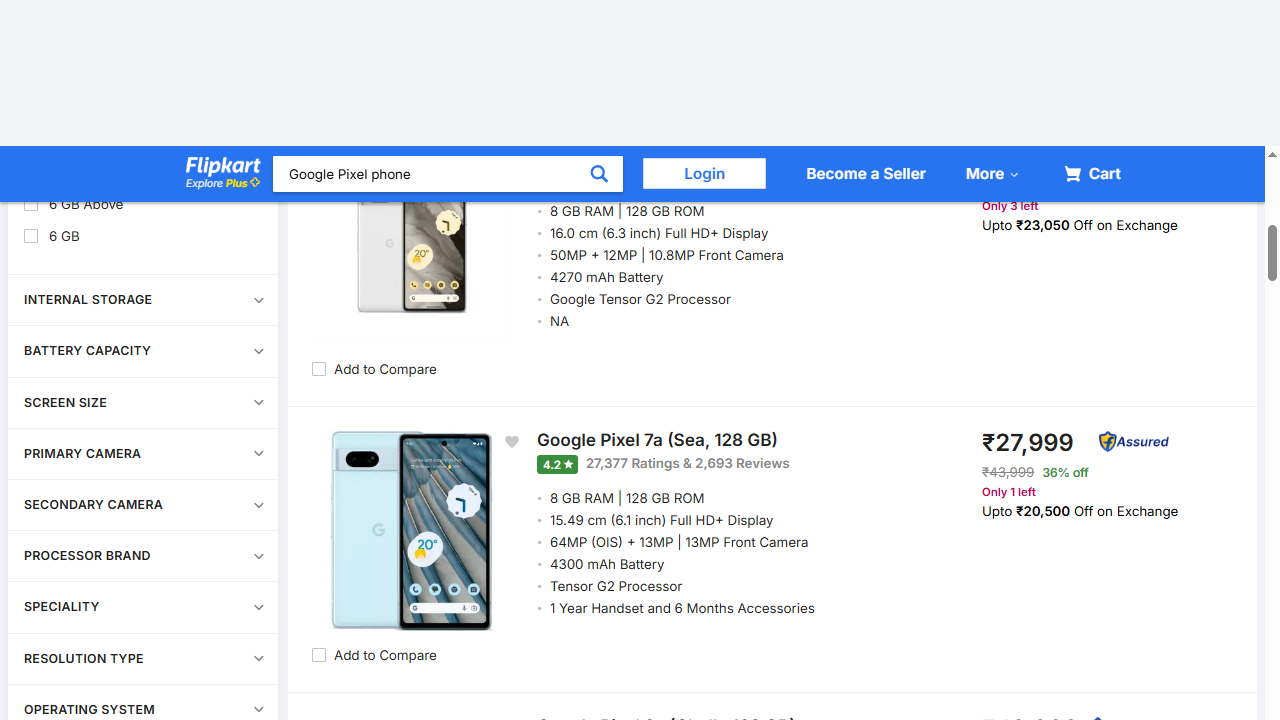 Flipkart
Explore Plus
Google Pixel phone
Login
Become a Seller
More
Cart
6 GB Above
6 GB
INTERNAL STORAGE
BATTERY CAPACITY
SCREEN SIZE
PRIMARY CAMERA
SECONDARY CAMERA
PROCESSOR BRAND
SPECIALITY
RESOLUTION TYPE
OPERATING SYSTEM
8 GB RAM | 128 GB ROM
16.0 cm (6.3 inch) Full HD+ Display
50MP + 12MP | 10.8MP Front Camera
4270 mAh Battery
Google Tensor G2 Processor
NA
Only 3 left
Upto ₹23,050 Off on Exchange
Add to Compare
Google Pixel 7a (Sea, 128 GB)
4.2 ★ 27,377 Ratings & 2,693 Reviews
8 GB RAM | 128 GB ROM
15.49 cm (6.1 inch) Full HD+ Display
64MP (OIS) + 13MP | 13MP Front Camera
4300 mAh Battery
Tensor G2 Processor
1 Year Handset and 6 Months Accessories
₹27,999
Assured
₹43,999 36% off
Only 1 left
Upto ₹20,500 Off on Exchange
Add to Compare